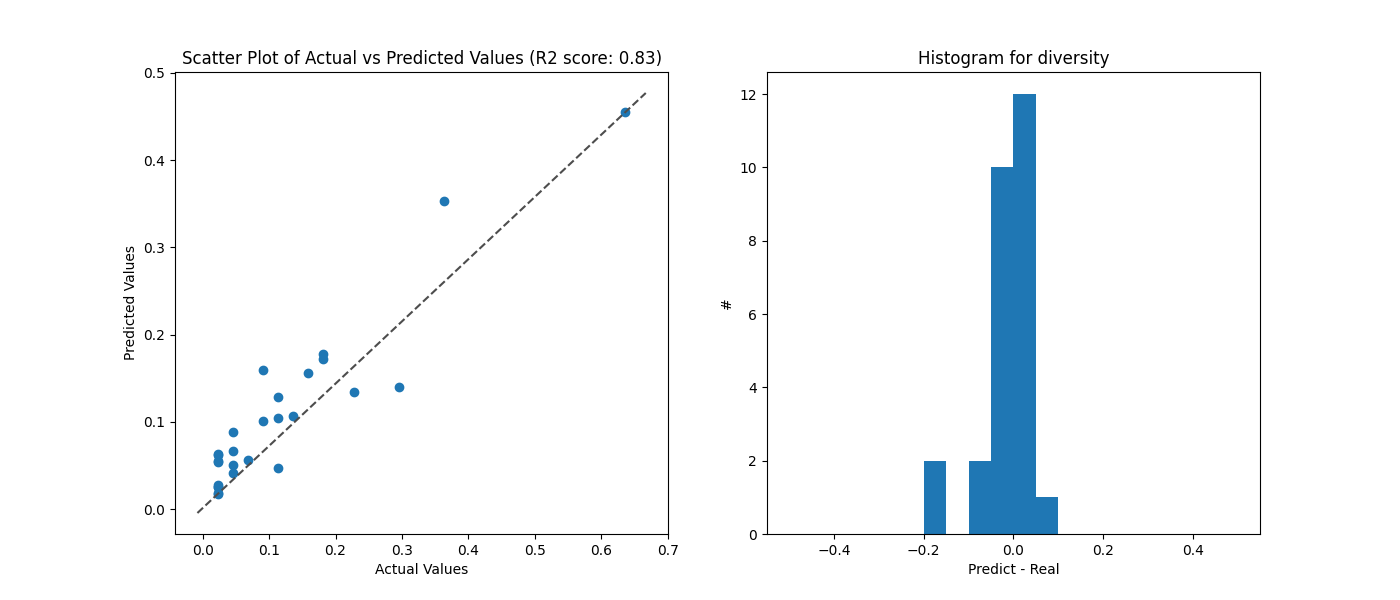 Scatter Plot of Actual vs Predicted Values (R2 score: 0.83)
0.5
0.4
0.3
0.2
0.1
0.0
Predicted Values
0.0 0.1 0.2 0.3 0.4 0.5 0.6 0.7
Actual Values
Histogram for diversity
12
10
8
6
4
2
0
#
−0.4 −0.2 0.0 0.2 0.4
Predict - Real